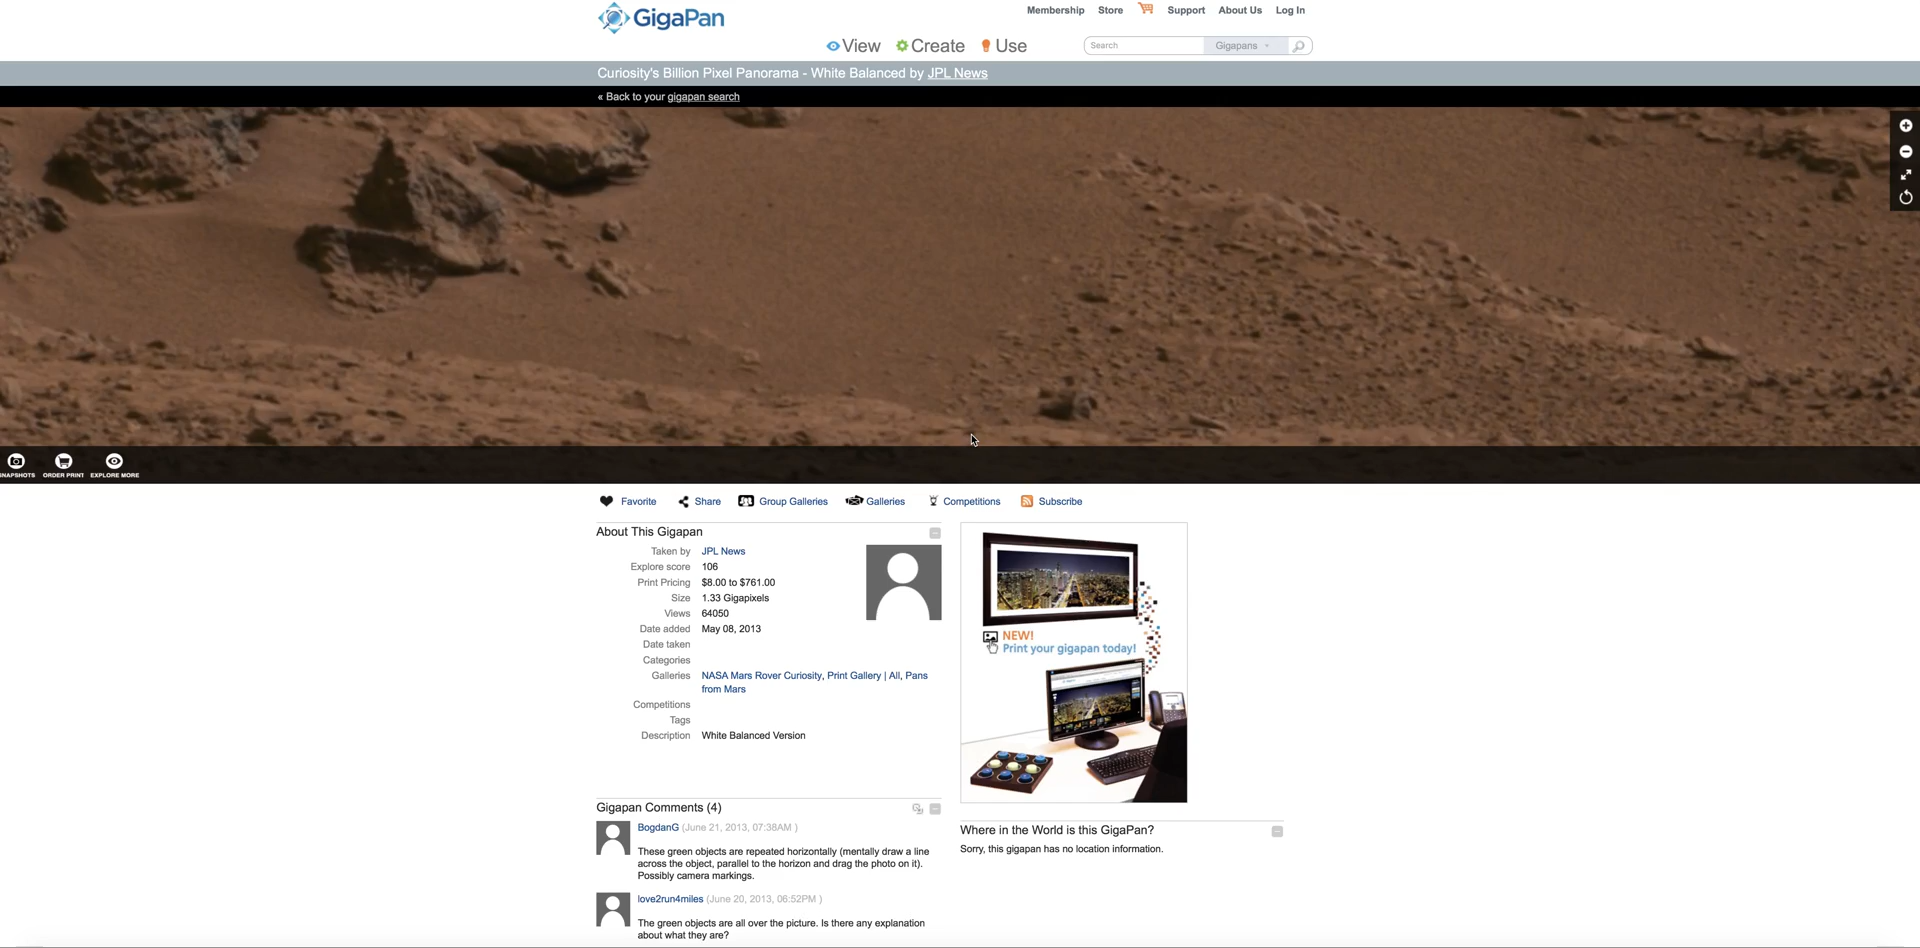 GigaPan
Membership Store Support About Us Log In
View Create Use
Search Gigapans
Curiosity's Billion Pixel Panorama - White Balanced by JPL News
« Back to your gigapan search
SNAPSHOTS ORDER PRINT EXPLORE MORE
Favorite Share Group Galleries Galleries Competitions Subscribe
About This Gigapan
Taken by JPL News
Explore score 106
Print Pricing $8.00 to $761.00
Size 1.33 Gigapixels
Views 64050
Date added May 08, 2013
Date taken
Categories
Galleries NASA Mars Rover Curiosity, Print Gallery | All, Pans
from Mars
Competitions
Tags
Description White Balanced Version
NEW!
Print your gigapan today!
Gigapan Comments (4)
BogdanG (June 21, 2013, 07:38AM )
These green objects are repeated horizontally (mentally draw a line
across the object, parallel to the horizon and drag the photo on it).
Possibly camera markings.
love2run4miles (June 20, 2013, 06:52PM )
The green objects are all over the picture. Is there any explanation
about what they are?
Where in the World is this GigaPan?
Sorry, this gigapan has no location information.